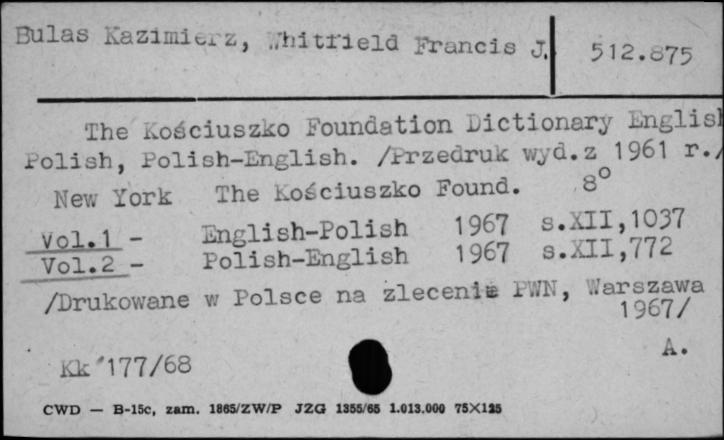 Bulas Kazimierz, Whitfield Francis J. 512.875
The Kościuszko Foundation Dictionary English
Polish, Polish-English. /Przedruk wyd.z 1961 r./
New York The Kościuszko Found. 8°
Vol.1 - English-Polish 1967 s.XII,1037
Vol.2 - Polish-English 1967 s.XII,772
/Drukowane w Polsce na zlecenie PWN, Warszawa
1967/
A.
Kk 177/68
CWD — B-15c, zam. 1865/ZW/P JZG 1355/65 1.013.000 75X125